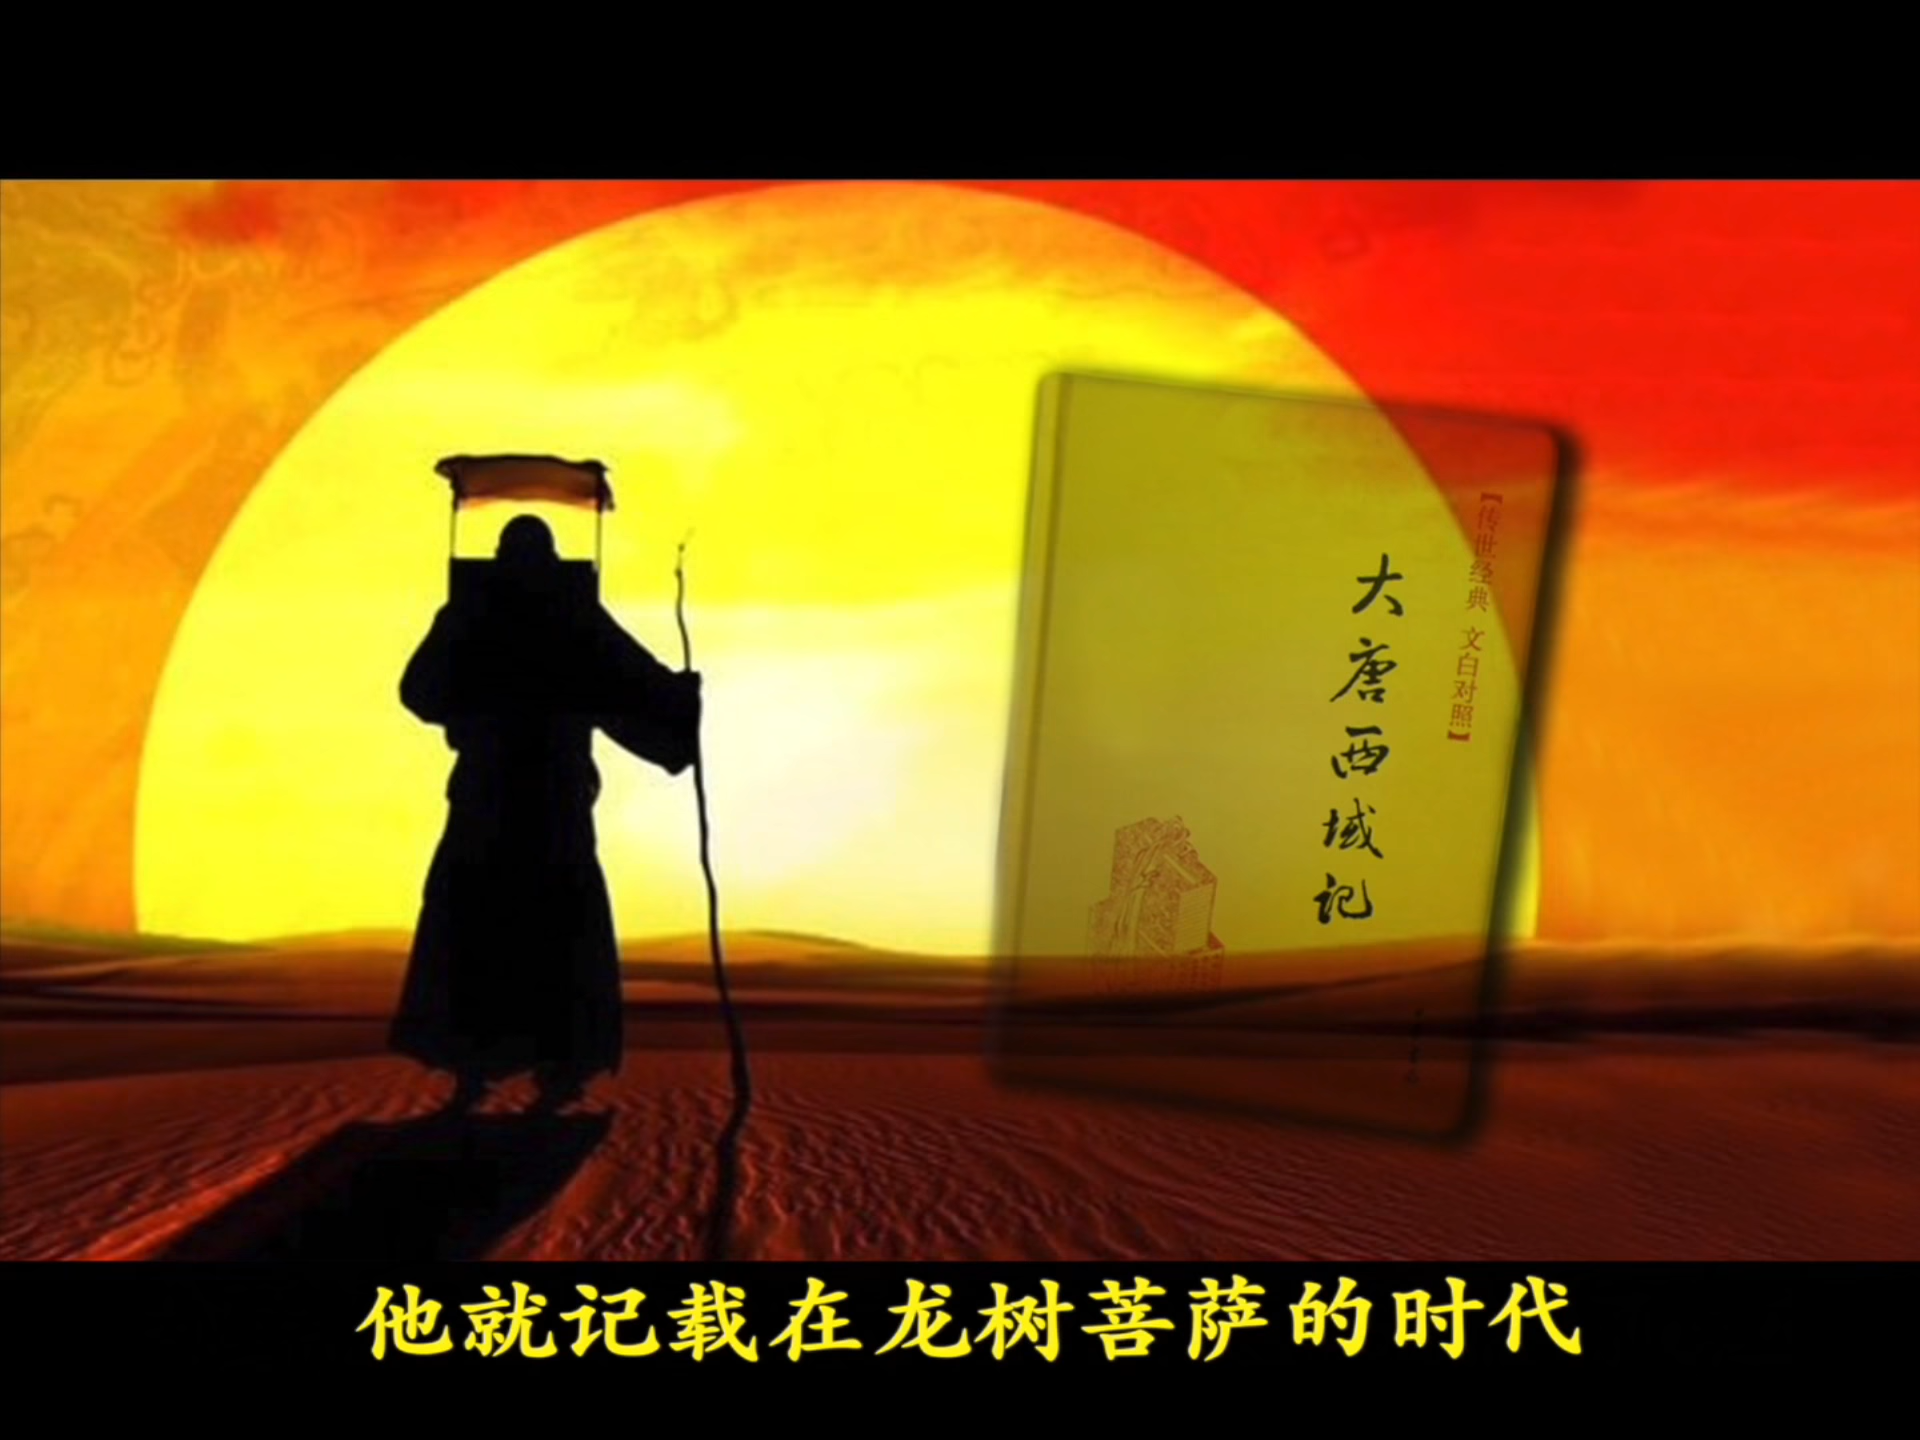 【传世经典 文白对照】
大唐西域记
他就记载在龙树菩萨的时代